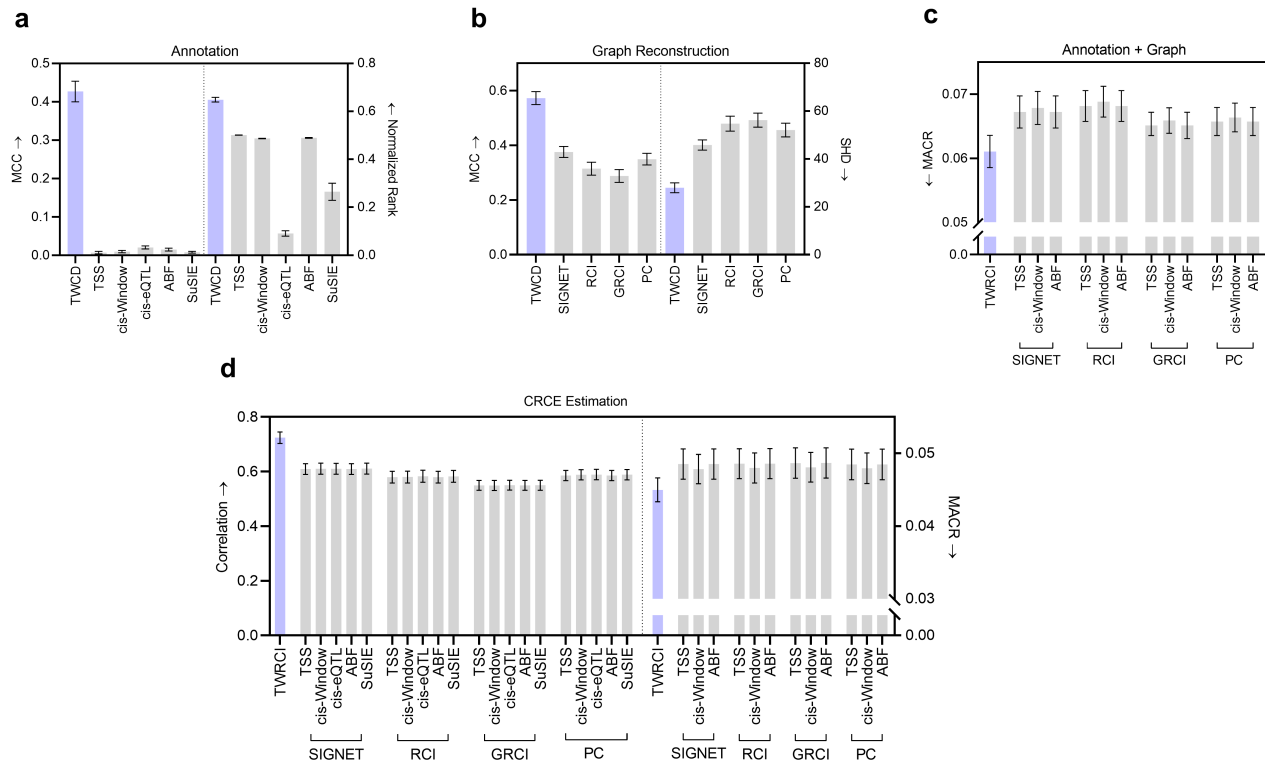 a
Annotation
MCC →
0.5
0.4
0.3
0.2
0.1
0.0
0.8
0.6
0.4
0.2
0.0
← Normalized Rank
TWCD
TSS
cis-Window
cis-eQTL
ABF
SuSIE
TWCD
TSS
cis-Window
cis-eQTL
ABF
SuSIE
b
Graph Reconstruction
MCC →
0.6
0.4
0.2
0.0
80
60
40
20
0
SHD ←
TWCD
SIGNET
RCI
GRCI
PC
TWCD
SIGNET
RCI
GRCI
PC
c
Annotation + Graph
← MACR
0.07
0.06
0.05
0.0
TWRCI
TSS
cis-Window
ABF
TSS
cis-Window
ABF
TSS
cis-Window
ABF
TSS
cis-Window
ABF
SIGNET
RCI
GRCI
PC
d
CRCE Estimation
Correlation →
0.8
0.6
0.4
0.2
0.0
0.05
0.04
0.03
0.00
MACR →
TWRCI
TSS
cis-Window
cis-eQTL
ABF
SuSIE
TSS
cis-Window
cis-eQTL
ABF
SuSIE
TSS
cis-Window
cis-eQTL
ABF
SuSIE
TSS
cis-Window
cis-eQTL
ABF
SuSIE
TWRCI
TSS
cis-Window
ABF
TSS
cis-Window
ABF
TSS
cis-Window
ABF
TSS
cis-Window
ABF
SIGNET
RCI
GRCI
PC
SIGNET
RCI
GRCI
PC